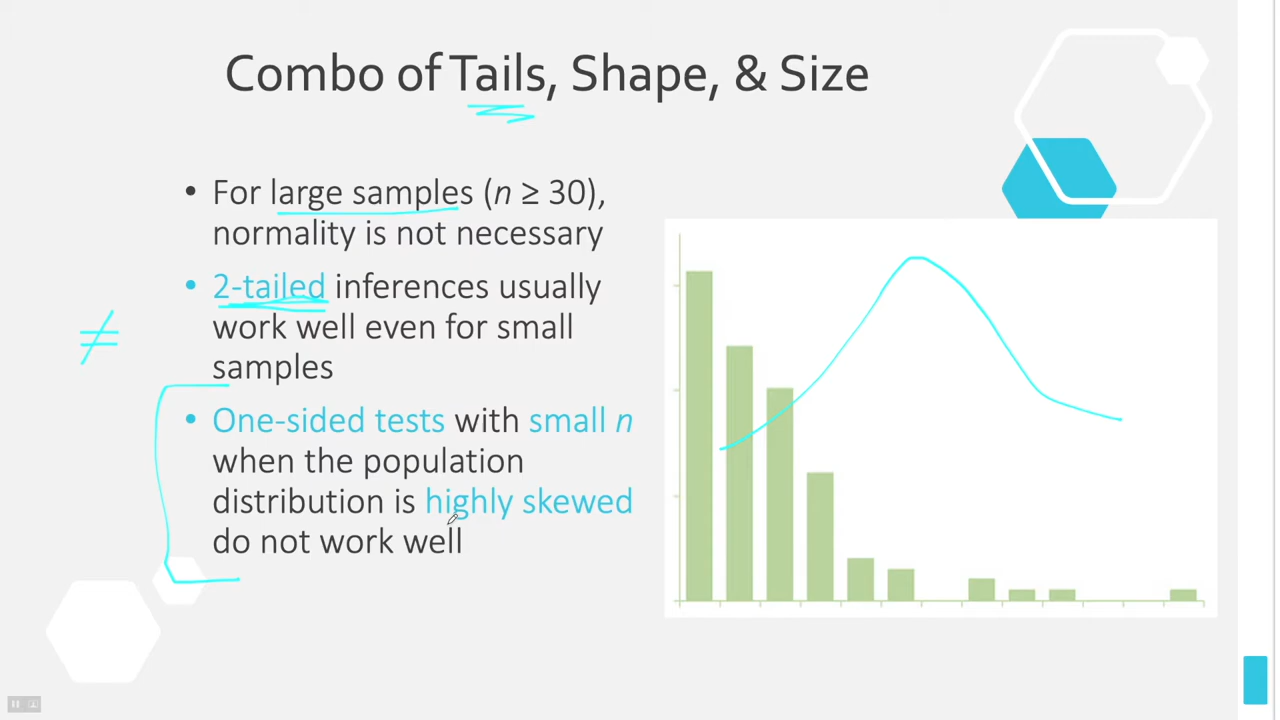 Combo of Tails, Shape, & Size
• For large samples (n ≥ 30),
normality is not necessary
• 2-tailed inferences usually
work well even for small
samples
≠
• One-sided tests with small n
when the population
distribution is highly skewed
do not work well